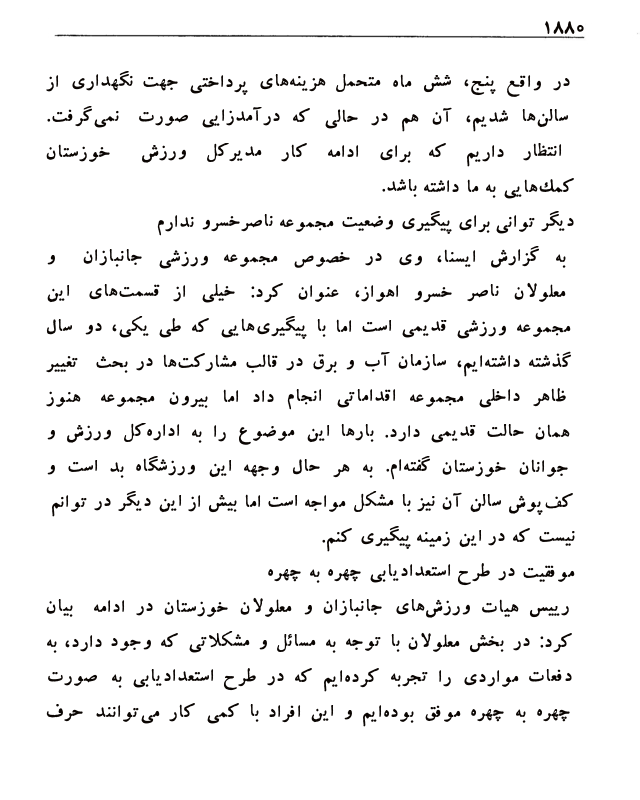 ۱۸۸۰
در واقع پنج، شش ماه متحمل هزینه‌های پرداختی جهت نگهداری از
سالن‌ها شدیم، آن هم در حالی که درآمدزایی صورت نمی‌گرفت.
انتظار داریم که برای ادامه کار مدیرکل ورزش خوزستان
کمك‌هایی به ما داشته باشد.
دیگر توانی برای پیگیری وضعیت مجموعه ناصرخسرو ندارم
به گزارش ایسنا، وی در خصوص مجموعه ورزشی جانبازان و
معلولان ناصر خسرو اهواز، عنوان کرد: خیلی از قسمت‌های این
مجموعه ورزشی قدیمی است اما با پیگیری‌هایی که طی یکی، دو سال
گذشته داشته‌ایم، سازمان آب و برق در قالب مشارکت‌ها در بحث تغییر
ظاهر داخلی مجموعه اقداماتی انجام داد اما بیرون مجموعه هنوز
همان حالت قدیمی دارد. بارها این موضوع را به اداره‌کل ورزش و
جوانان خوزستان گفته‌ام. به هر حال وجهه این ورزشگاه بد است و
کف‌پوش سالن آن نیز با مشکل مواجه است اما بیش از این دیگر در توانم
نیست که در این زمینه پیگیری کنم.
موفقیت در طرح استعدادیابی چهره به چهره
رییس هیات ورزش‌های جانبازان و معلولان خوزستان در ادامه بیان
کرد: در بخش معلولان با توجه به مسائل و مشکلاتی که وجود دارد، به
دفعات مواردی را تجربه کرده‌ایم که در طرح استعدادیابی به صورت
چهره به چهره موفق بوده‌ایم و این افراد با کمی کار می‌توانند حرف